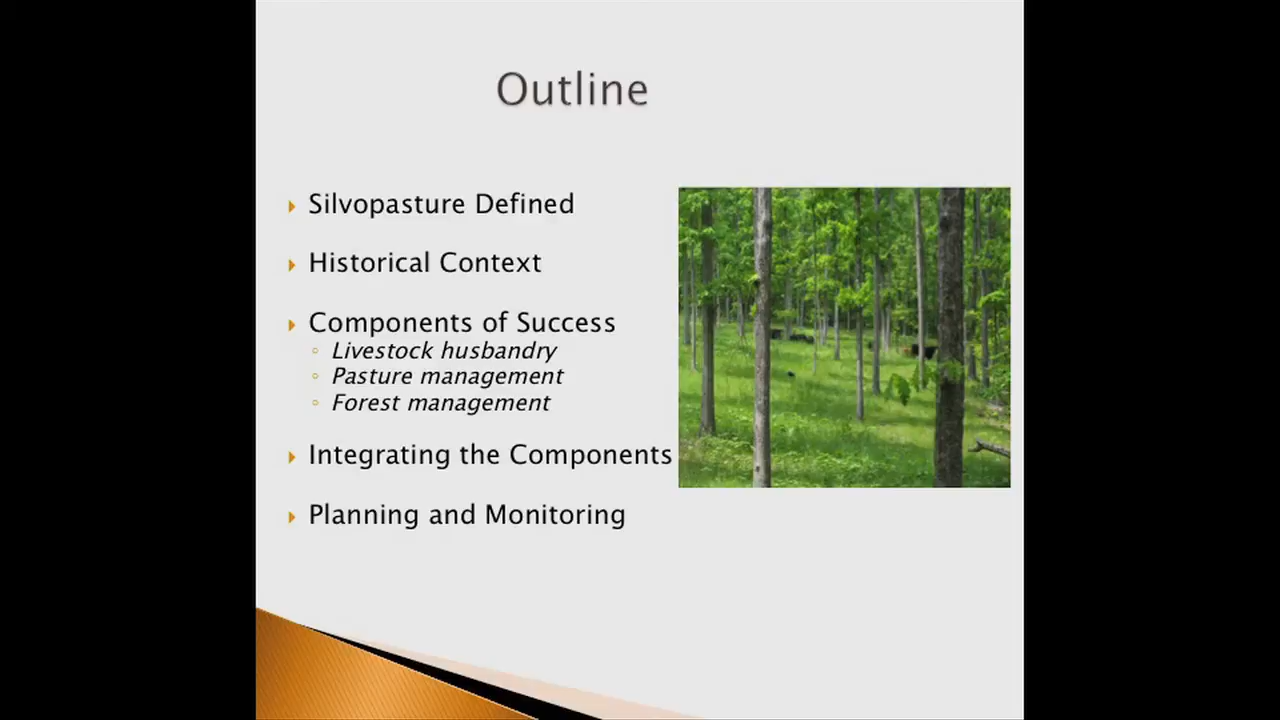 Outline
Silvopasture Defined
Historical Context
Components of Success
Livestock husbandry
Pasture management
Forest management
Integrating the Components
Planning and Monitoring